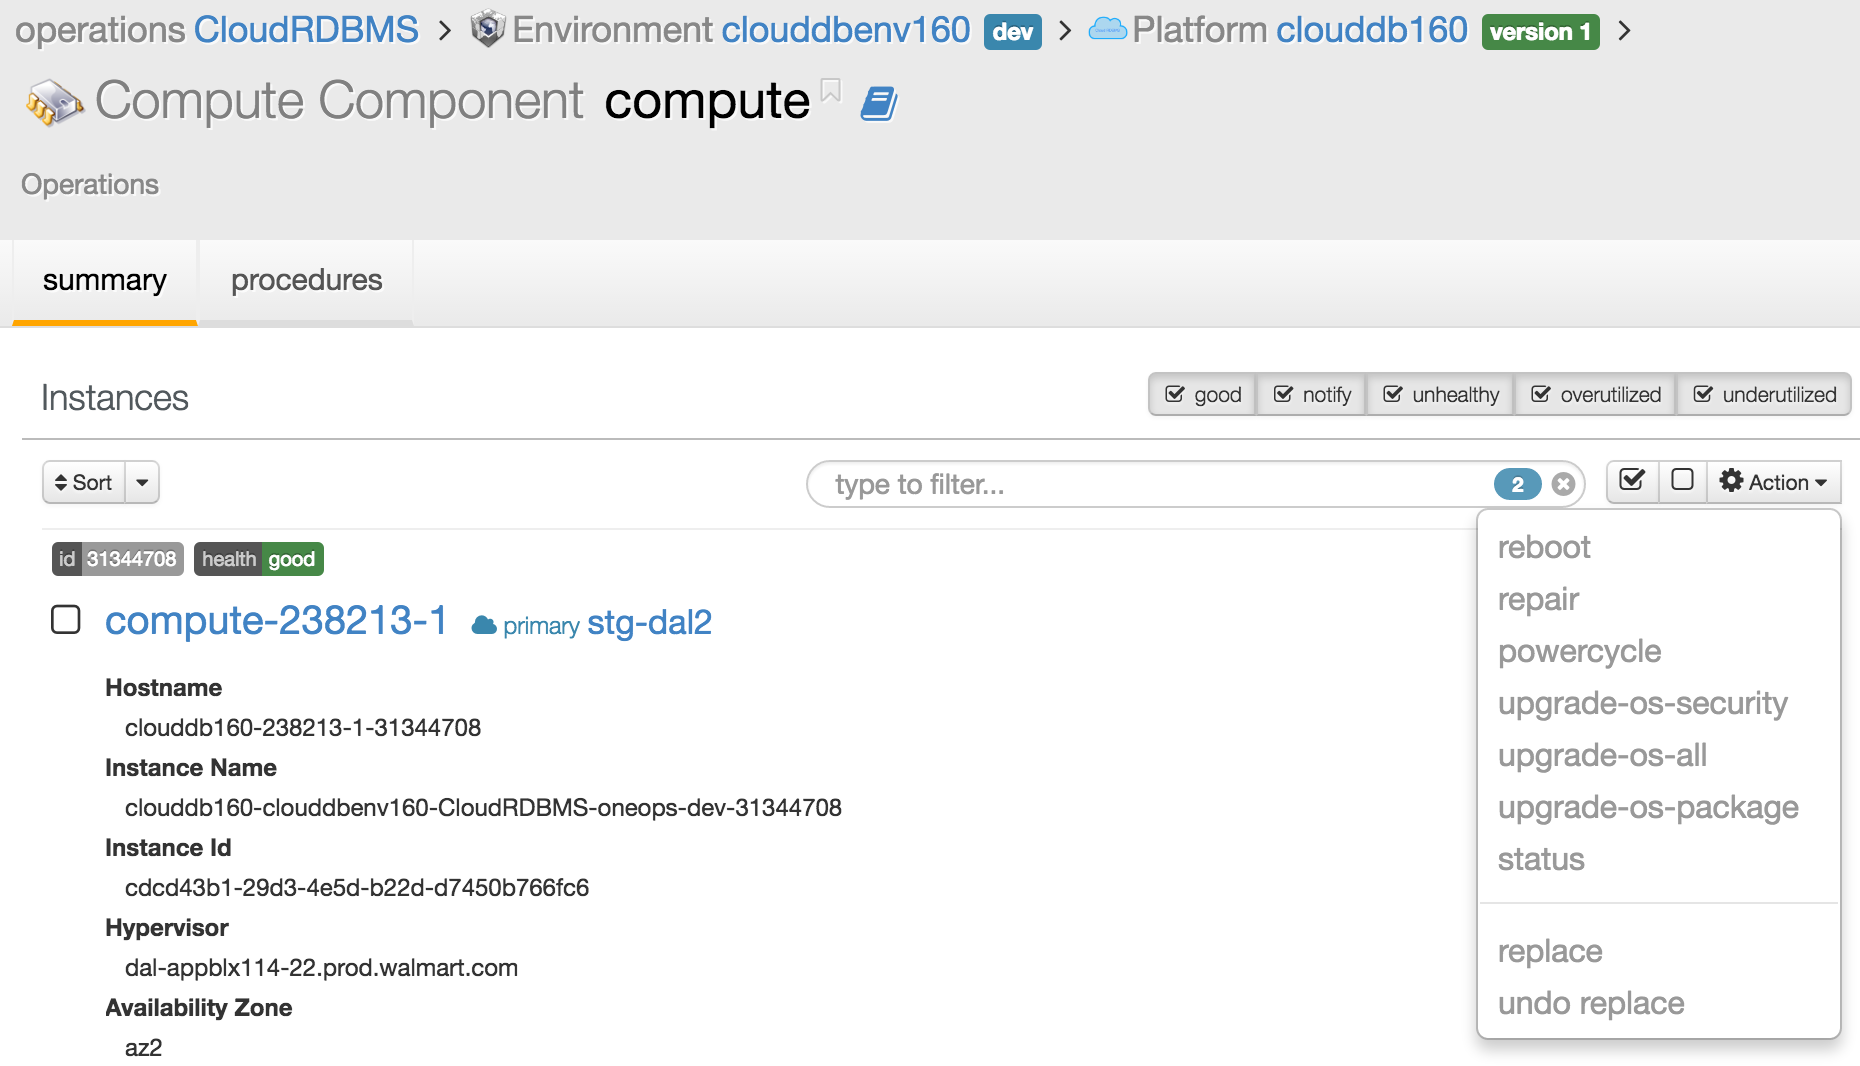 operations CloudRDBMS > Environment clouddbenv160 dev > Platform clouddb160 version 1 >
Compute Component compute
Operations
summary procedures
Instances good notify unhealthy overutilized underutilized
Sort type to filter... 2 Action
id 31344708 health good
compute-238213-1 primary stg-dal2
Hostname
clouddb160-238213-1-31344708
Instance Name
clouddb160-clouddbenv160-CloudRDBMS-oneops-dev-31344708
Instance Id
cdcd43b1-29d3-4e5d-b22d-d7450b766fc6
Hypervisor
dal-appblx114-22.prod.walmart.com
Availability Zone
az2
reboot
repair
powercycle
upgrade-os-security
upgrade-os-all
upgrade-os-package
status
replace
undo replace